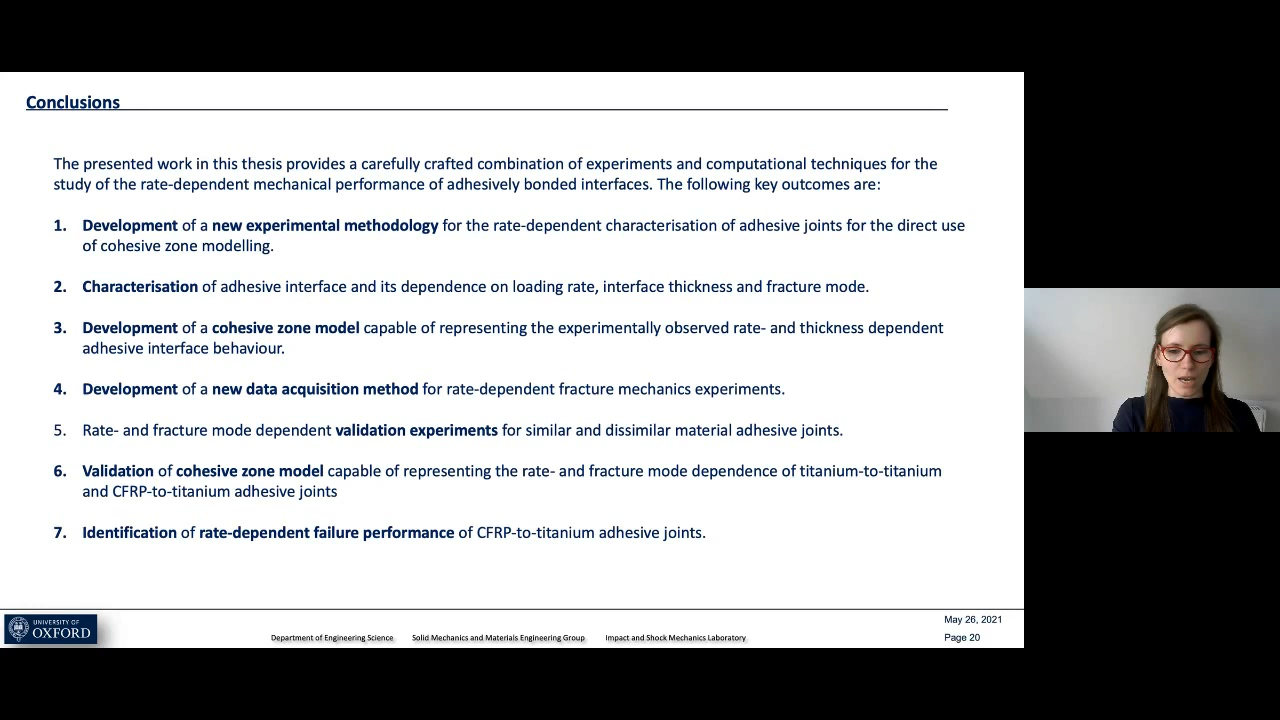 Conclusions
The presented work in this thesis provides a carefully crafted combination of experiments and computational techniques for the
study of the rate-dependent mechanical performance of adhesively bonded interfaces. The following key outcomes are:
1. Development of a new experimental methodology for the rate-dependent characterisation of adhesive joints for the direct use
of cohesive zone modelling.
2. Characterisation of adhesive interface and its dependence on loading rate, interface thickness and fracture mode.
3. Development of a cohesive zone model capable of representing the experimentally observed rate- and thickness dependent
adhesive interface behaviour.
4. Development of a new data acquisition method for rate-dependent fracture mechanics experiments.
5. Rate- and fracture mode dependent validation experiments for similar and dissimilar material adhesive joints.
6. Validation of cohesive zone model capable of representing the rate- and fracture mode dependence of titanium-to-titanium
and CFRP-to-titanium adhesive joints
7. Identification of rate-dependent failure performance of CFRP-to-titanium adhesive joints.
UNIVERSITY OF
OXFORD
Department of Engineering Science Solid Mechanics and Materials Engineering Group Impact and Shock Mechanics Laboratory
May 26, 2021
Page 20